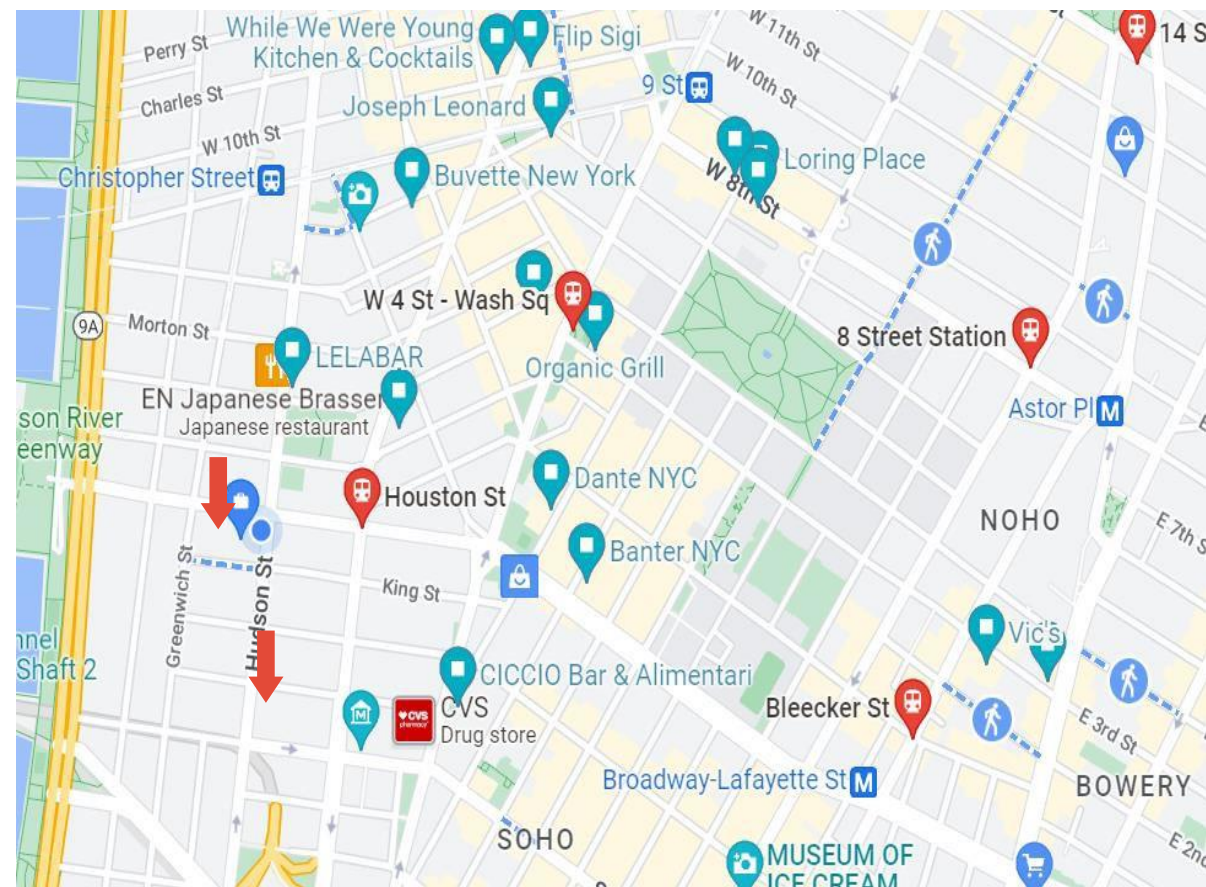 While We Were Young
Kitchen & Cocktails
Flip Sigi
W 11th St
14 S
Perry St
9 St
W 10th St
Charles St
Joseph Leonard
W 10th St
Loring Place
Christopher Street
Buvette New York
W 8th St
W 4 St - Wash Sq
9A
Morton St
8 Street Station
LELABAR
Organic Grill
EN Japanese Brasser
Japanese restaurant
Astor Pl
M
son River
eenway
Dante NYC
Houston St
NOHO
E 7th S
Banter NYC
King St
Greenwich St
Hudson St
nnel
Shaft 2
Vic's
CICCIO Bar & Alimentari
M
CVS
CVS
pharmacy
Drug store
Bleecker St
E 3rd St
Broadway-Lafayette St
M
BOWERY
SOHO
E 2nd
MUSEUM OF
ICE CREAM